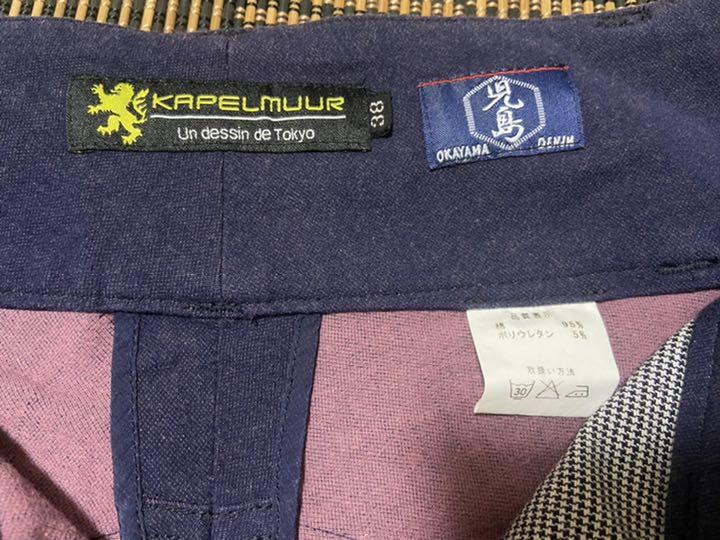 KAPELMUUR
Un dessin de Tokyo
38
児島
OKAYAMA DENIM
品質表示
綿 95%
ポリウレタン 5%
取扱い方法
30